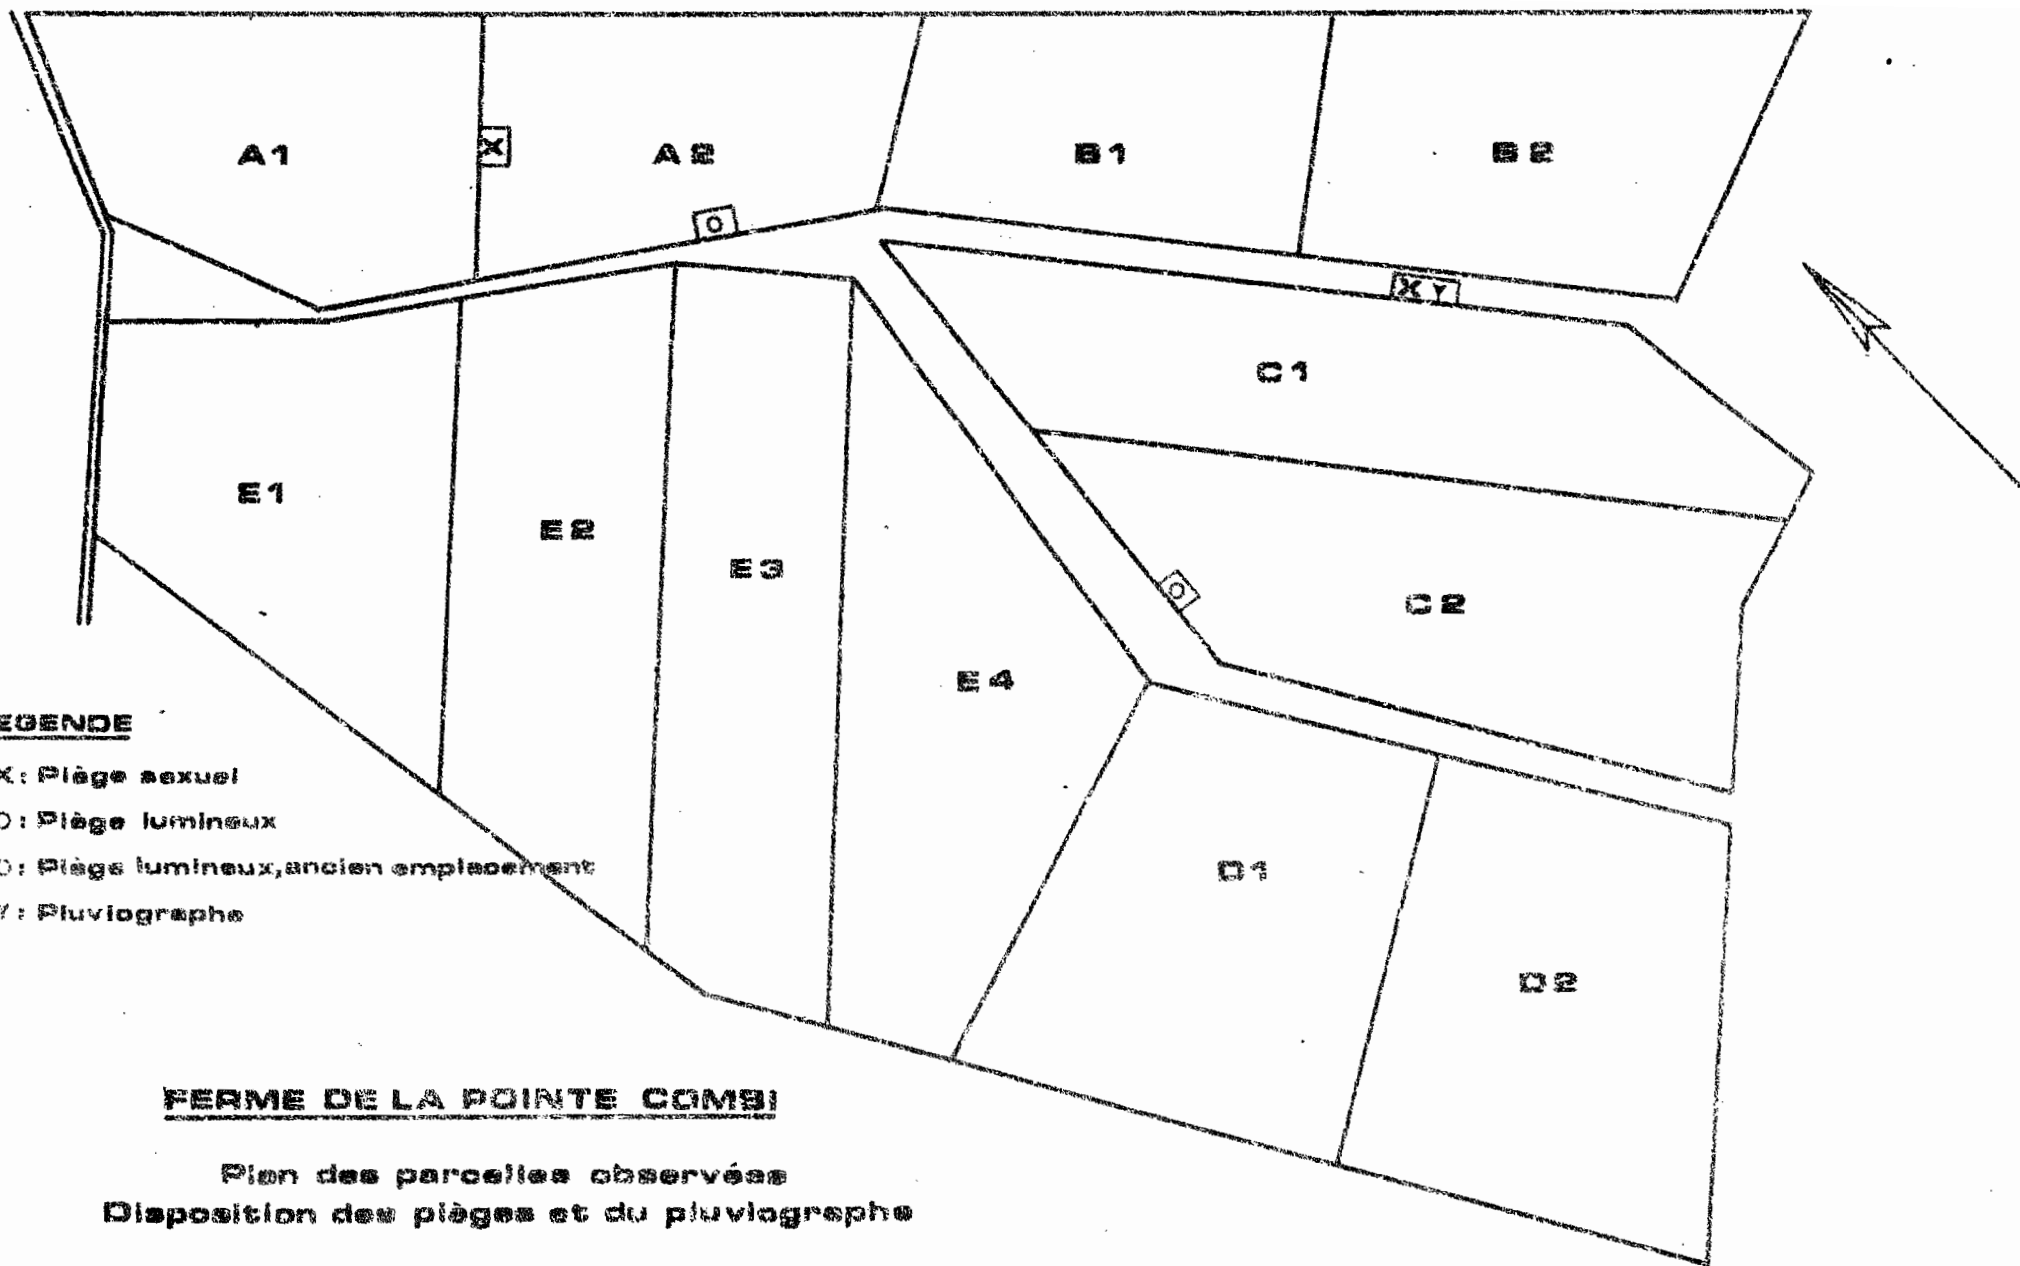 A1
X
A2
O
B1
B2
X Y
C1
E1
E2
E3
O
C2
E4
EGENDE
X: Piège sexuel
O: Piège lumineux
O: Piège lumineux,ancien emplacement
Y: Pluviographe
D1
D2
FERME DE LA POINTE COMBI
Plan des parcelles observées
Disposition des pièges et du pluviographe